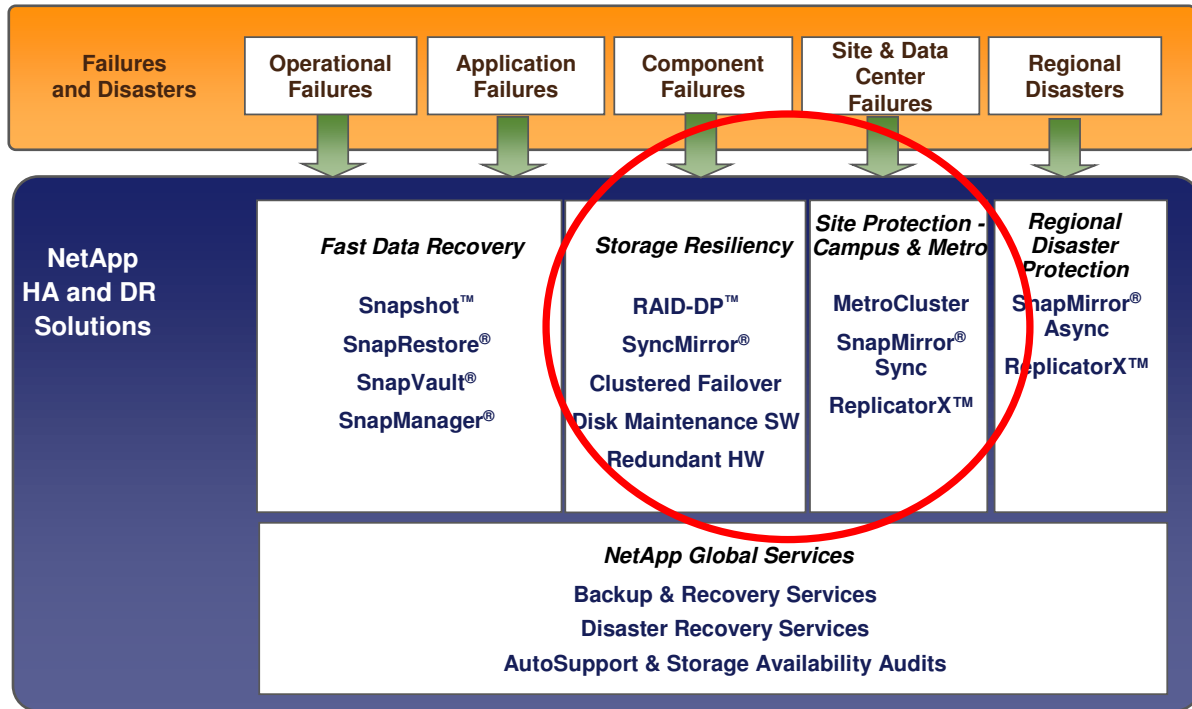 Failures
and Disasters
Operational
Failures
Application
Failures
Component
Failures
Site & Data
Center
Failures
Regional
Disasters
NetApp
HA and DR
Solutions
Fast Data Recovery
Snapshot™
SnapRestore®
SnapVault®
SnapManager®
Storage Resiliency
RAID-DP™
SyncMirror®
Clustered Failover
Disk Maintenance SW
Redundant HW
Site Protection -
Campus & Metro
MetroCluster
SnapMirror®
Sync
ReplicatorX™
Regional
Disaster
Protection
SnapMirror®
Async
ReplicatorX™
NetApp Global Services
Backup & Recovery Services
Disaster Recovery Services
AutoSupport & Storage Availability Audits